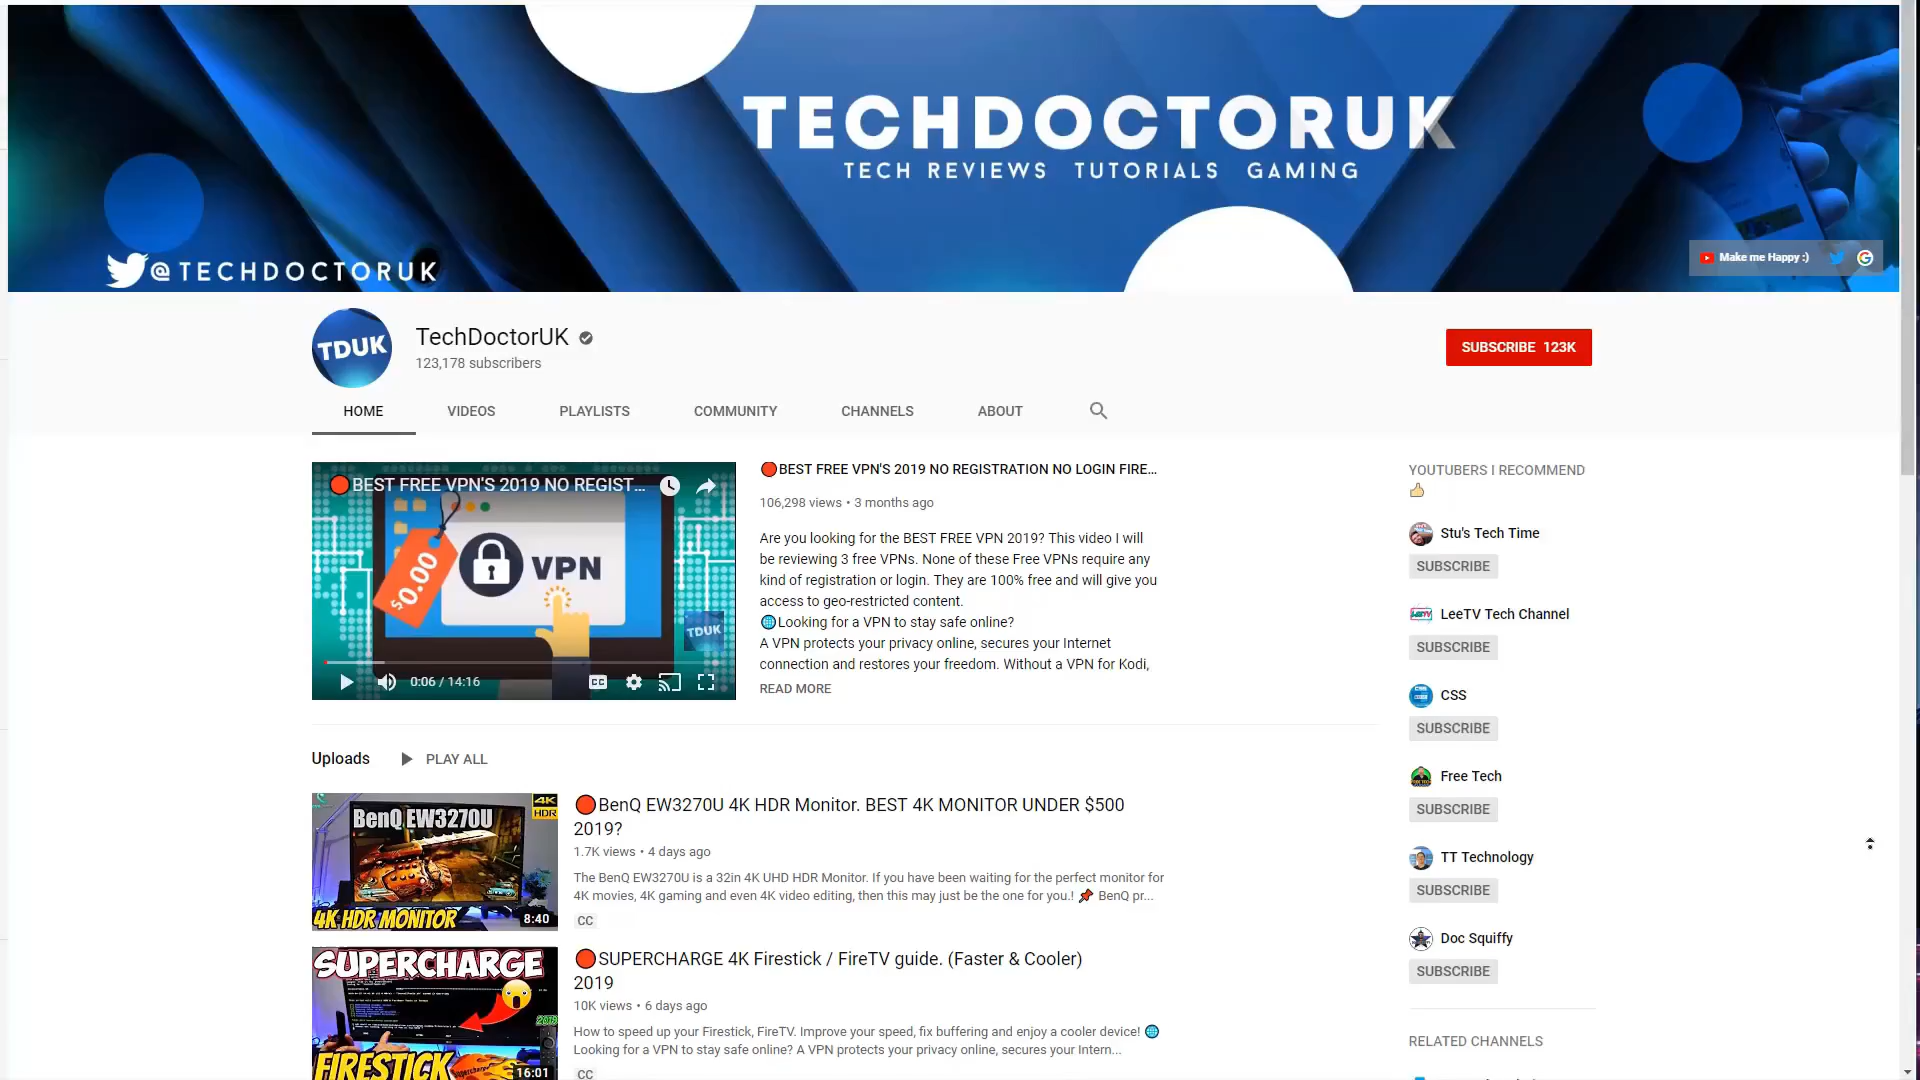 TECHDOCTORUK
TECH REVIEWS TUTORIALS GAMING
@TECHDOCTORUK
Make me Happy :)
TDUK
TechDoctorUK
123,178 subscribers
SUBSCRIBE 123K
HOME
VIDEOS
PLAYLISTS
COMMUNITY
CHANNELS
ABOUT
BEST FREE VPN'S 2019 NO REGIST...
$0.00
VPN
TDUK
0:06 / 14:16
CC
BEST FREE VPN'S 2019 NO REGISTRATION NO LOGIN FIRE...
106,298 views • 3 months ago
Are you looking for the BEST FREE VPN 2019? This video I will
be reviewing 3 free VPNs. None of these Free VPNs require any
kind of registration or login. They are 100% free and will give you
access to geo-restricted content.
Looking for a VPN to stay safe online?
A VPN protects your privacy online, secures your Internet
connection and restores your freedom. Without a VPN for Kodi,
READ MORE
Uploads
PLAY ALL
BenQ EW3270U
4K
HDR
4K HDR MONITOR
8:40
BenQ EW3270U 4K HDR Monitor. BEST 4K MONITOR UNDER $500
2019?
1.7K views • 4 days ago
The BenQ EW3270U is a 32in 4K UHD HDR Monitor. If you have been waiting for the perfect monitor for
4K movies, 4K gaming and even 4K video editing, then this may just be the one for you.! 📌 BenQ pr...
CC
SUPERCHARGE
2019
FIRESTICK
16:01
SUPERCHARGE 4K Firestick / FireTV guide. (Faster & Cooler)
2019
10K views • 6 days ago
How to speed up your Firestick, FireTV. Improve your speed, fix buffering and enjoy a cooler device!
Looking for a VPN to stay safe online? A VPN protects your privacy online, secures your Intern...
CC
YOUTUBERS I RECOMMEND
Stu's Tech Time
SUBSCRIBE
LeeTV Tech Channel
SUBSCRIBE
CSS
SUBSCRIBE
Free Tech
SUBSCRIBE
TT Technology
SUBSCRIBE
Doc Squiffy
SUBSCRIBE
RELATED CHANNELS